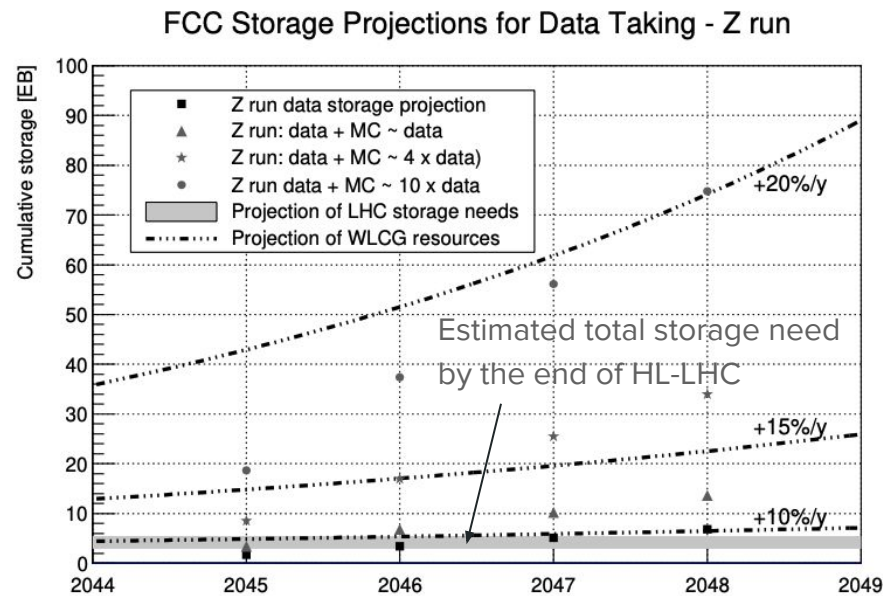 FCC Storage Projections for Data Taking - Z run
Cumulative storage [EB]
100
90
80
70
60
50
40
30
20
10
0
Z run data storage projection
Z run: data + MC ~ data
Z run: data + MC ~ 4 x data)
Z run data + MC ~ 10 x data
Projection of LHC storage needs
Projection of WLCG resources
+20%/y
Estimated total storage need
by the end of HL-LHC
+15%/y
+10%/y
2044 2045 2046 2047 2048 2049